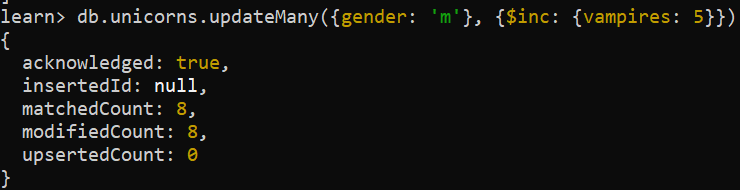 learn> db.unicorns.updateMany({gender: 'm'}, {$inc: {vampires: 5}})
{
  acknowledged: true,
  insertedId: null,
  matchedCount: 8,
  modifiedCount: 8,
  upsertedCount: 0
}